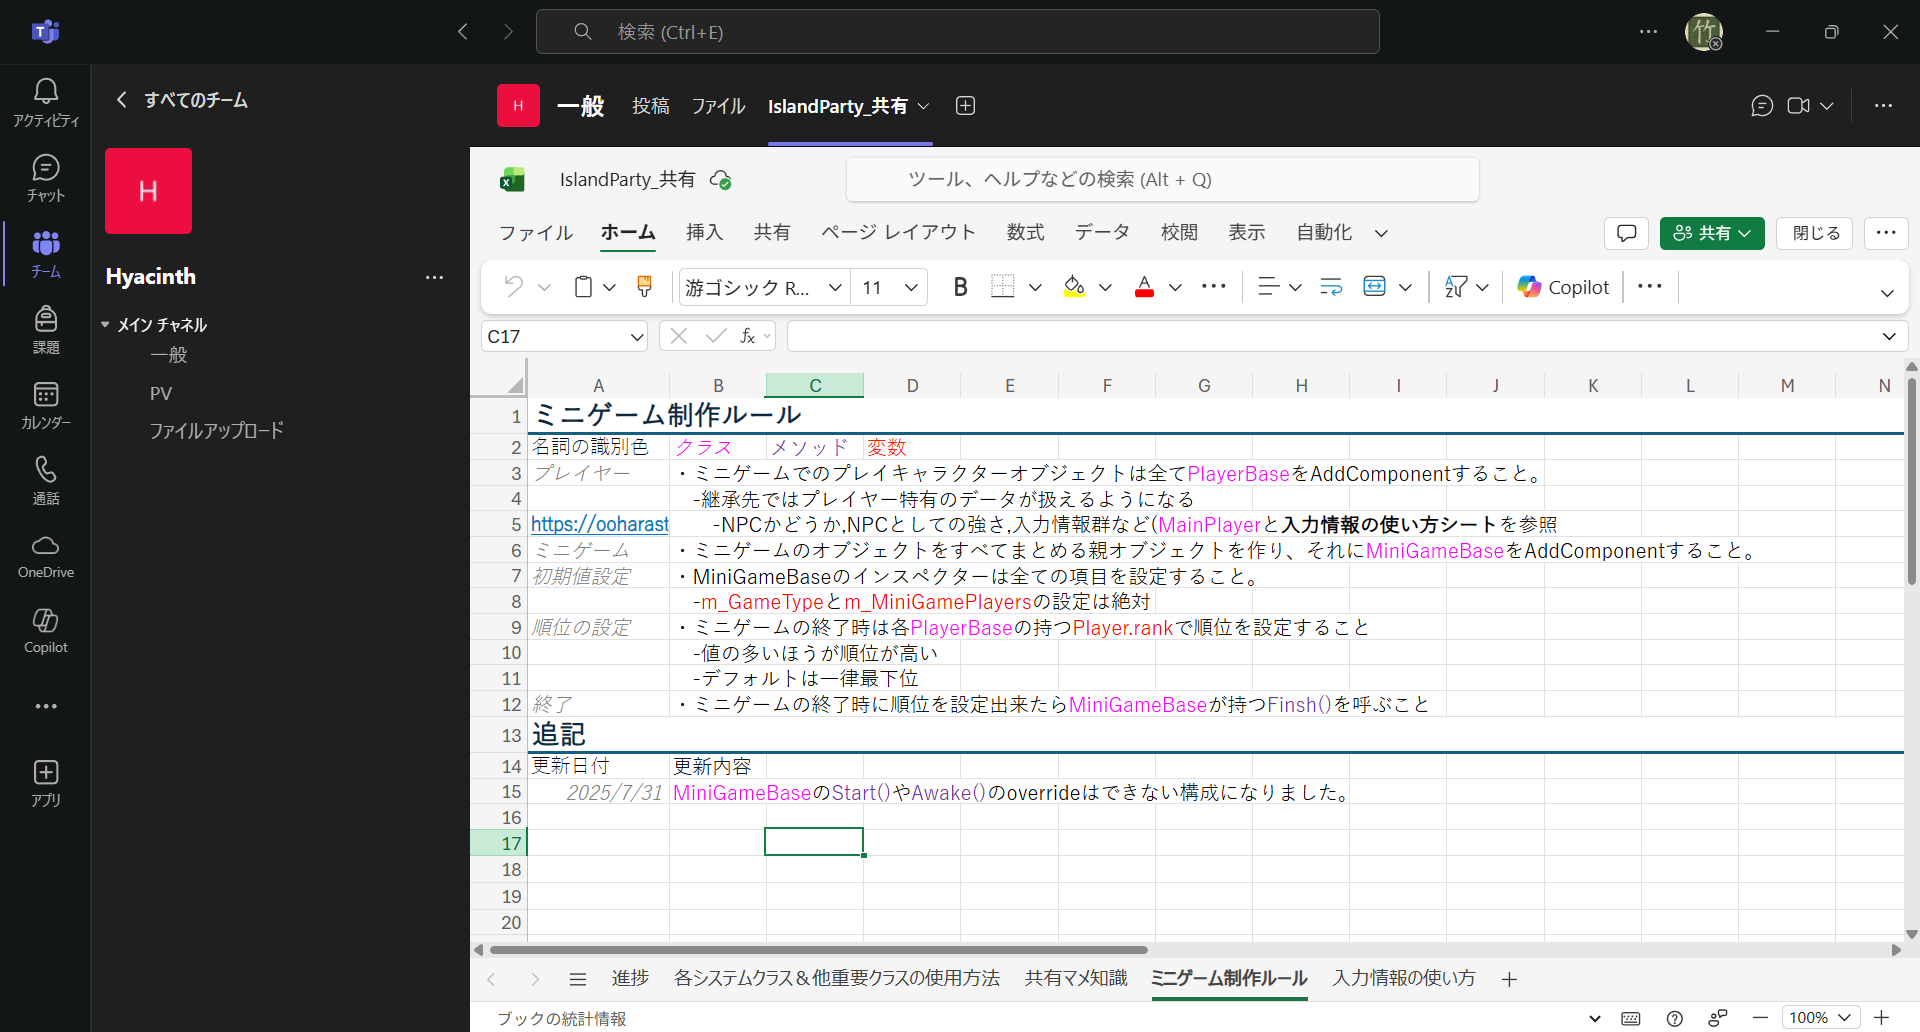 検索 (Ctrl+E)
竹
アクティビティ
チャット
チーム
課題
カレンダー
通話
OneDrive
Copilot
アプリ
すべてのチーム
H
Hyacinth
メイン チャネル
一般
PV
ファイルアップロード
H
一般
投稿
ファイル
IslandParty_共有
IslandParty_共有
ツール、ヘルプなどの検索 (Alt + Q)
ファイル ホーム 挿入 共有 ページ レイアウト 数式 データ 校閲 表示 自動化
共有
閉じる
游ゴシック R... 11 B A Copilot
C17 fx
A B C D E F G H I J K L M N
1 ミニゲーム制作ルール
2 名詞の識別色 クラス メソッド 変数
3 プレイヤー ・ミニゲームでのプレイキャラクターオブジェクトは全てPlayerBaseをAddComponentすること。
4 -継承先ではプレイヤー特有のデータが扱えるようになる
5 https://ooharast -NPCかどうか,NPCとしての強さ,入力情報群など(MainPlayerと入力情報の使い方シートを参照
6 ミニゲーム ・ミニゲームのオブジェクトをすべてまとめる親オブジェクトを作り、それにMiniGameBaseをAddComponentすること。
7 初期値設定 ・MiniGameBaseのインスペクターは全ての項目を設定すること。
8 -m_GameTypeとm_MiniGamePlayersの設定は絶対
9 順位の設定 ・ミニゲームの終了時は各PlayerBaseの持つPlayer.rankで順位を設定すること
10 -値の多いほうが順位が高い
11 -デフォルトは一律最下位
12 終了 ・ミニゲームの終了時に順位を設定出来たらMiniGameBaseが持つFinsh()を呼ぶこと
13 追記
14 更新日付 更新内容
15 2025/7/31 MiniGameBaseのStart()やAwake()のoverrideはできない構成になりました。
16
17
18
19
20
進捗 各システムクラス＆他重要クラスの使用方法 共有マメ知識 ミニゲーム制作ルール 入力情報の使い方
ブックの統計情報
100%